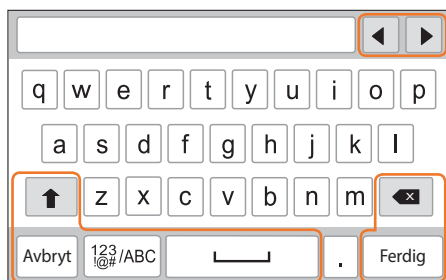 q w e r t y u i o p
a s d f g h j k l
z x c v b n m
Avbryt 123 !@# /ABC . Ferdig